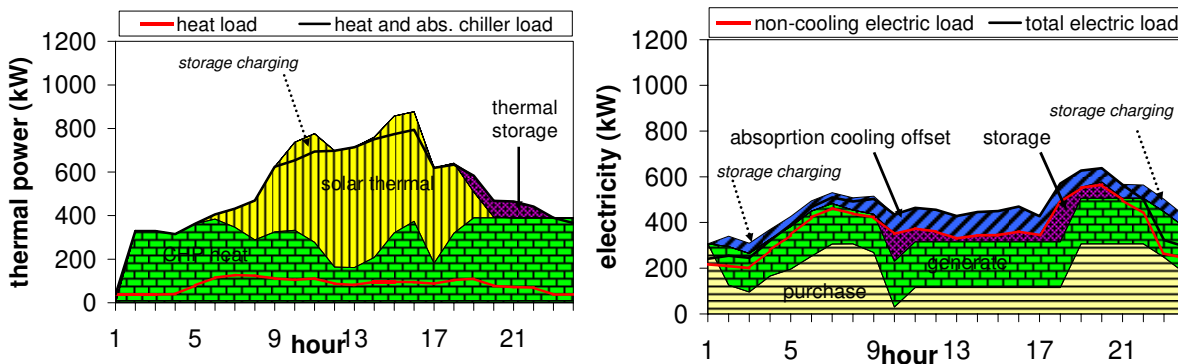 heat load
heat and abs. chiller load
thermal power (kW)
1200
1000
800
600
400
200
0
storage charging
thermal
storage
solar thermal
CHP heat
1 5 9 13 17 21
hour
non-cooling electric load
total electric load
electricity (kW)
1200
1000
800
600
400
200
0
storage charging
absoprtion cooling offset
storage
storage charging
generate
purchase
1 5 9 13 17 21
hour